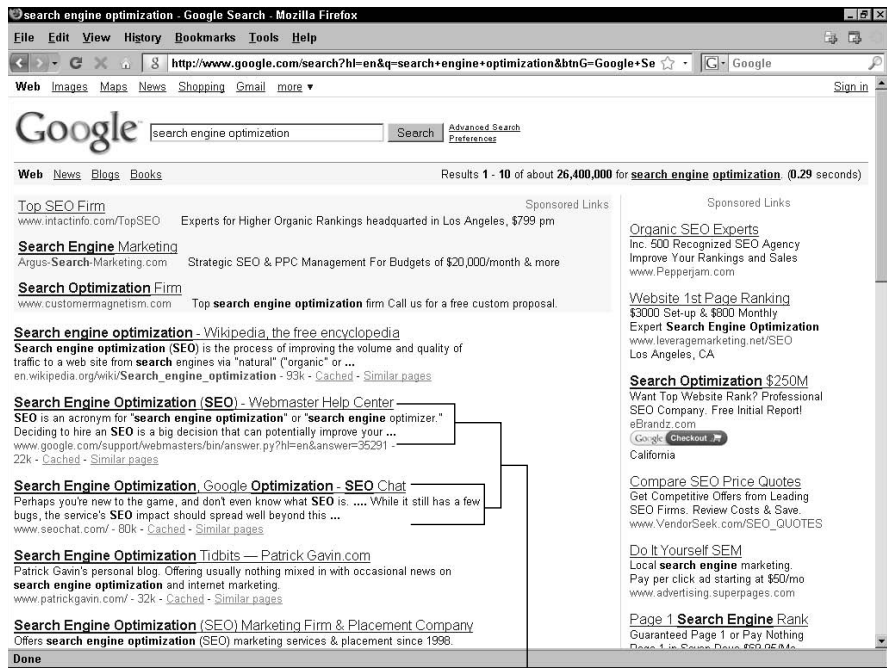 search engine optimization - Google Search - Mozilla Firefox
File Edit View History Bookmarks Tools Help
http://www.google.com/search?hl=en&q=search+engine+optimization&btnG=Google+Se
Google
Web Images Maps News Shopping Gmail more ▼
Sign in
Google
search engine optimization
Search
Advanced Search
Preferences
Web News Blogs Books
Results 1 - 10 of about 26,400,000 for search engine optimization. (0.29 seconds)
Top SEO Firm
Sponsored Links
www.intactinfo.com/TopSEO Experts for Higher Organic Rankings headquarted in Los Angeles, $799 pm
Search Engine Marketing
Argus-Search-Marketing.com Strategic SEO & PPC Management For Budgets of $20,000/month & more
Search Optimization Firm
www.customermagnetism.com Top search engine optimization firm Call us for a free custom proposal.
Search engine optimization - Wikipedia, the free encyclopedia
Search engine optimization (SEO) is the process of improving the volume and quality of
traffic to a web site from search engines via "natural" ("organic" or ...
en.wikipedia.org/wiki/Search_engine_optimization - 93k - Cached - Similar pages
Search Engine Optimization (SEO) - Webmaster Help Center
SEO is an acronym for "search engine optimization" or "search engine optimizer."
Deciding to hire an SEO is a big decision that can potentially improve your ...
www.google.com/support/webmasters/bin/answer.py?hl=en&answer=35291 -
22k - Cached - Similar pages
Search Engine Optimization, Google Optimization - SEO Chat
Perhaps you're new to the game, and don't even know what SEO is. .... While it still has a few
bugs, the service's SEO impact should spread well beyond this ...
www.seochat.com/ - 80k - Cached - Similar pages
Search Engine Optimization Tidbits — Patrick Gavin.com
Patrick Gavin's personal blog. Offering usually nothing mixed in with occasional news on
search engine optimization and internet marketing.
www.patrickgavin.com/ - 32k - Cached - Similar pages
Search Engine Optimization (SEO) Marketing Firm & Placement Company
Offers search engine optimization (SEO) marketing services & placement since 1998.
Sponsored Links
Organic SEO Experts
Inc. 500 Recognized SEO Agency
Improve Your Rankings and Sales
www.Pepperjam.com
Website 1st Page Ranking
$3000 Set-up & $800 Monthly
Expert Search Engine Optimization
www.leveragemarketing.net/SEO
Los Angeles, CA
Search Optimization $250M
Want Top Website Rank? Professional
SEO Company. Free Initial Report!
eBrandz.com
Google Checkout
California
Compare SEO Price Quotes
Get Competitive Offers from Leading
SEO Firms. Review Costs & Save.
www.VendorSeek.com/SEO_QUOTES
Do It Yourself SEM
Local search engine marketing.
Pay per click ad starting at $50/mo
www.advertising.superpages.com
Page 1 Search Engine Rank
Guaranteed Page 1 or Pay Nothing
Done